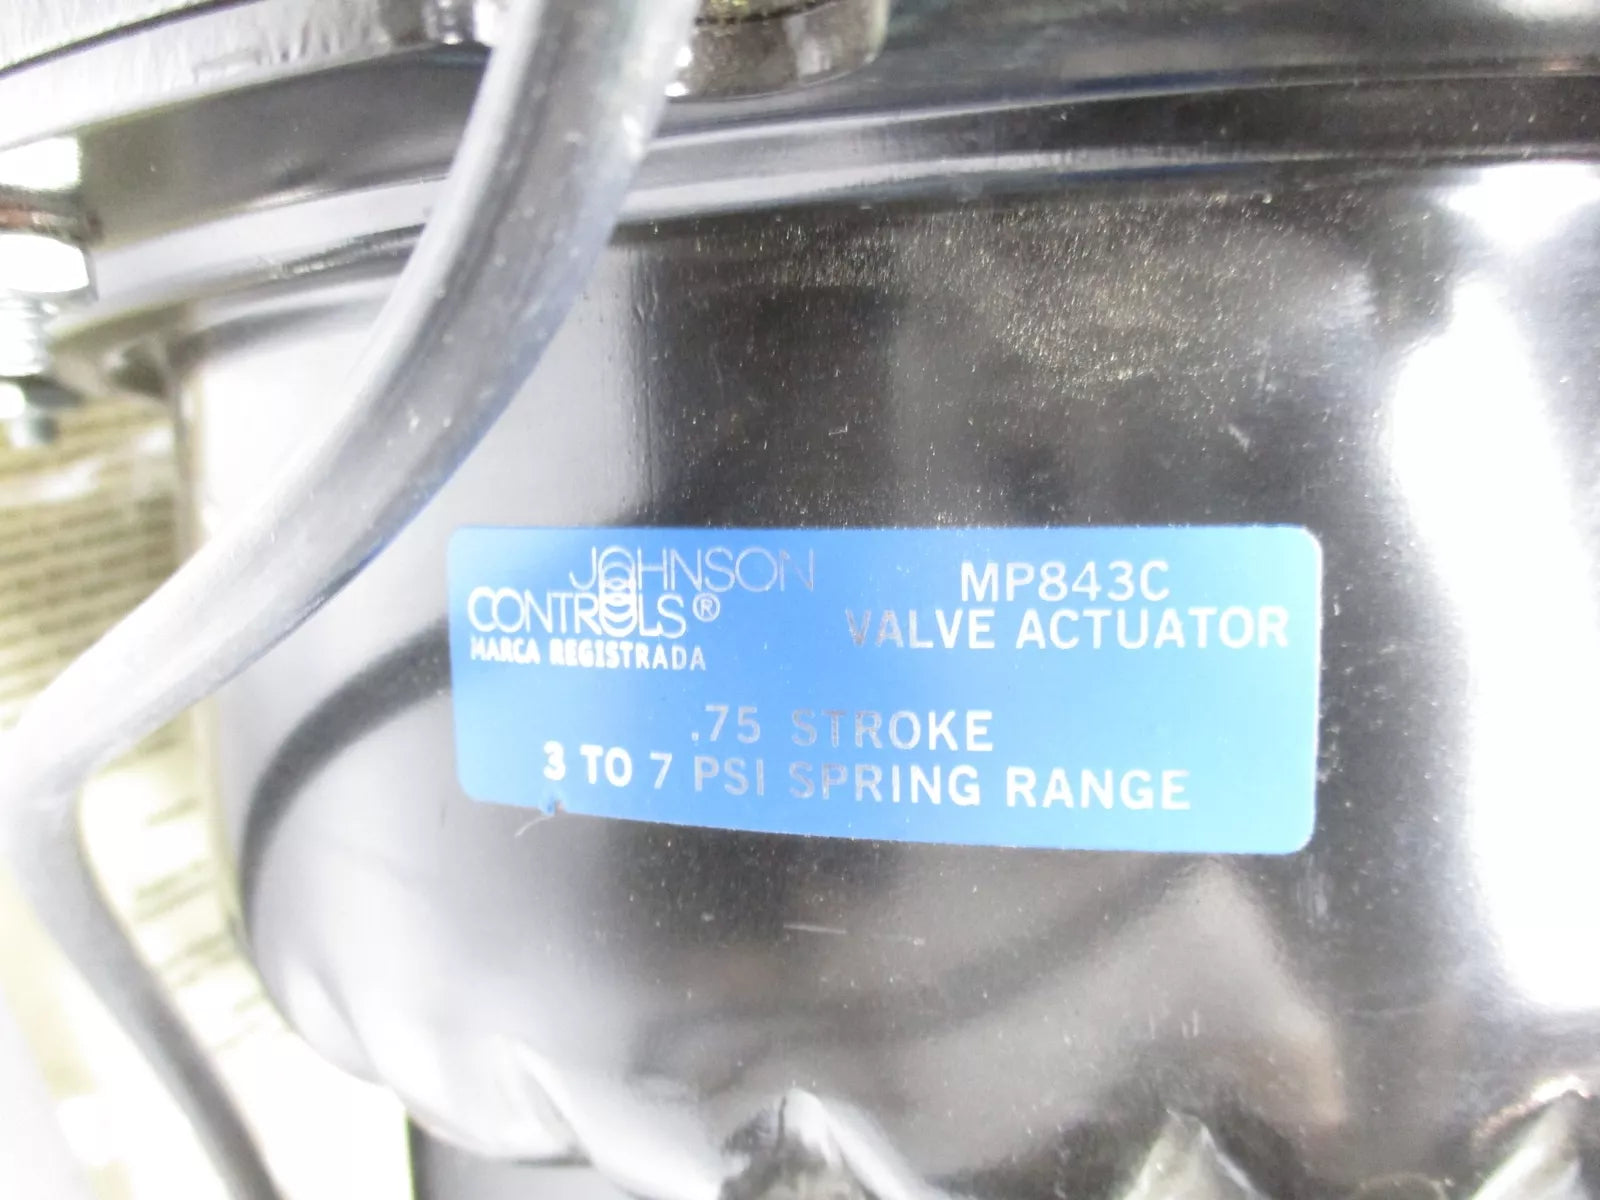 JOHNSON
CONTROLS®
MARCA REGISTRADA
MP843C
VALVE ACTUATOR
.75 STROKE
3 TO 7 PSI SPRING RANGE